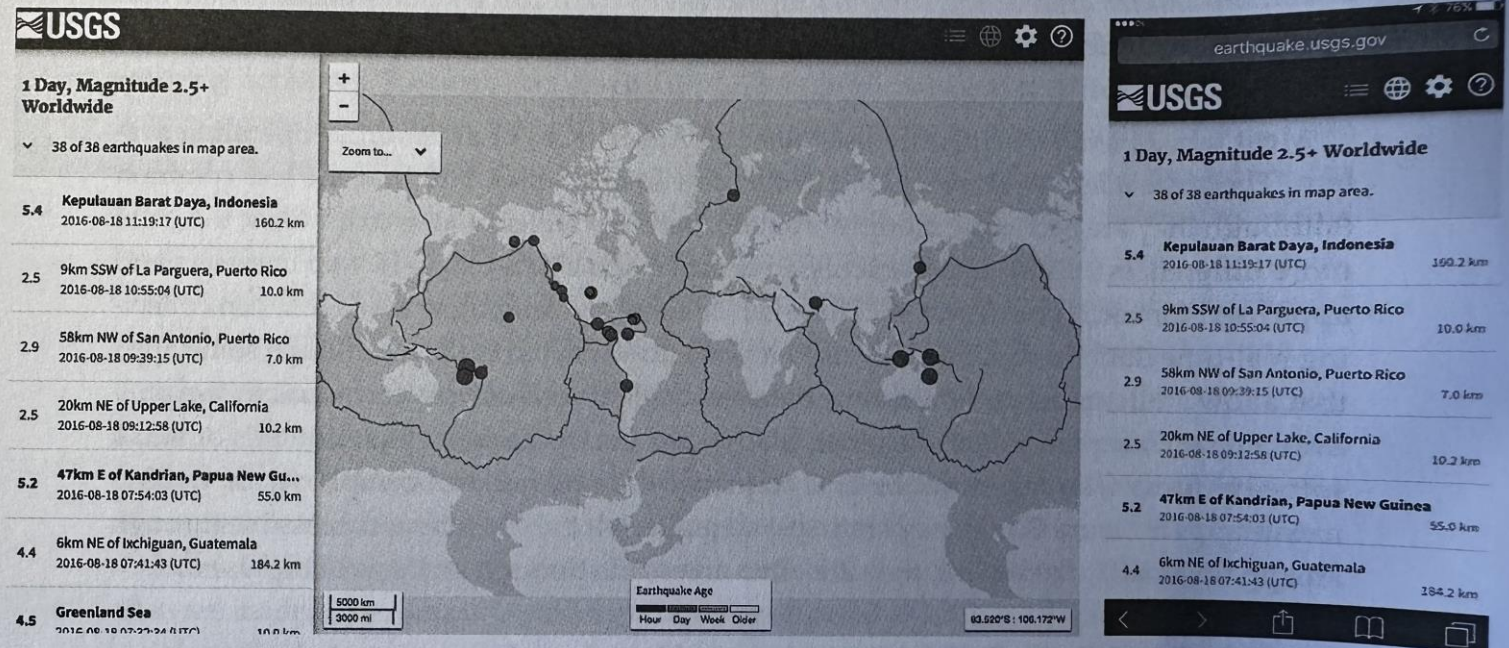 USGS
1 Day, Magnitude 2.5+
Worldwide
38 of 38 earthquakes in map area.
5.4 Kepulauan Barat Daya, Indonesia
2016-08-18 11:19:17 (UTC) 160.2 km
2.5 9km SSW of La Parguera, Puerto Rico
2016-08-18 10:55:04 (UTC) 10.0 km
2.9 58km NW of San Antonio, Puerto Rico
2016-08-18 09:39:15 (UTC) 7.0 km
2.5 20km NE of Upper Lake, California
2016-08-18 09:12:58 (UTC) 10.2 km
5.2 47km E of Kandrian, Papua New Gu...
2016-08-18 07:54:03 (UTC) 55.0 km
4.4 6km NE of Ixchiguan, Guatemala
2016-08-18 07:41:43 (UTC) 184.2 km
4.5 Greenland Sea
10.0 km
+
−
Zoom to...
5000 km
3000 mi
Earthquake Age
Hour Day Week Older
?
76%
earthquake.usgs.gov
USGS
?
1 Day, Magnitude 2.5+ Worldwide
38 of 38 earthquakes in map area.
5.4 Kepulauan Barat Daya, Indonesia
2016-08-18 11:19:17 (UTC) 160.2 km
2.5 9km SSW of La Parguera, Puerto Rico
2016-08-18 10:55:04 (UTC) 10.0 km
2.9 58km NW of San Antonio, Puerto Rico
2016-08-18 09:39:15 (UTC) 7.0 km
2.5 20km NE of Upper Lake, California
2016-08-18 09:12:58 (UTC) 10.2 km
5.2 47km E of Kandrian, Papua New Guinea
2016-08-18 07:54:03 (UTC) 55.0 km
4.4 6km NE of Ixchiguan, Guatemala
2016-08-18 07:41:43 (UTC) 184.2 km